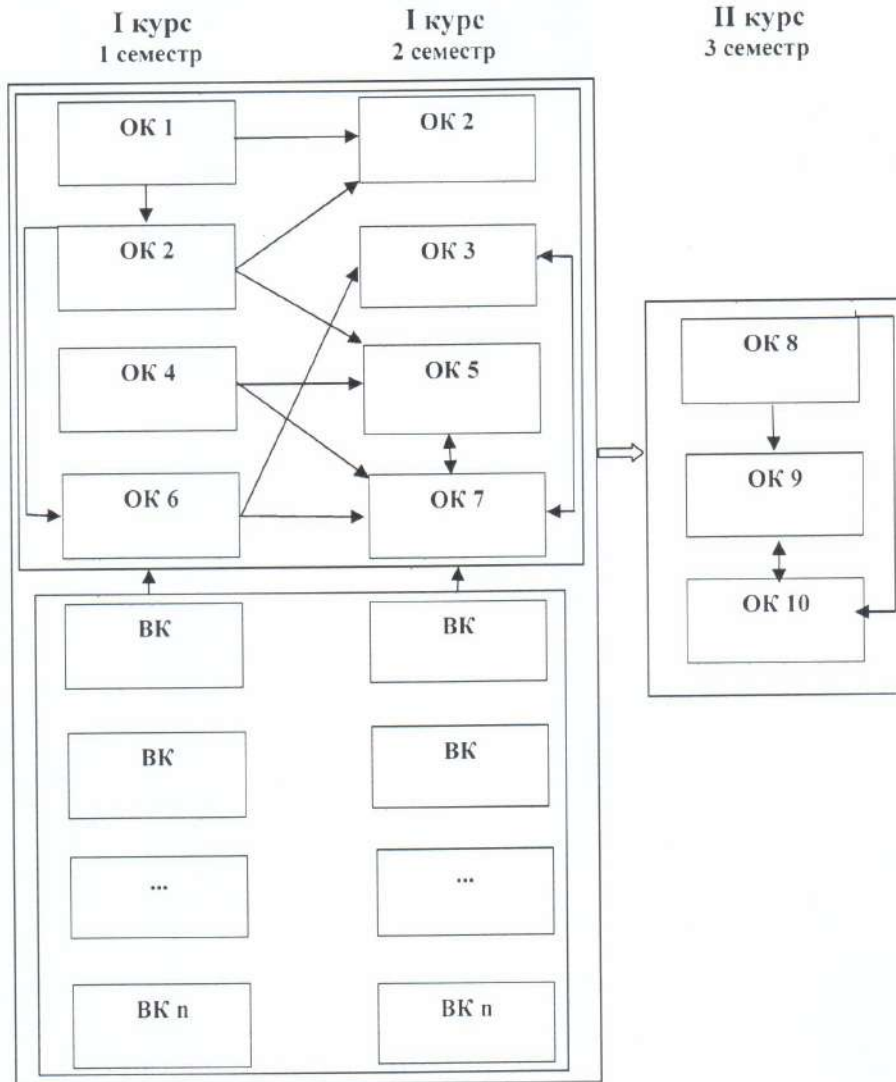 I курс
1 семестр
I курс
2 семестр
II курс
3 семестр
ОК 1
ОК 2
ОК 2
ОК 3
ОК 4
ОК 5
ОК 6
ОК 7
ОК 8
ОК 9
ОК 10
ВК
ВК
ВК
ВК
...
...
ВК n
ВК n